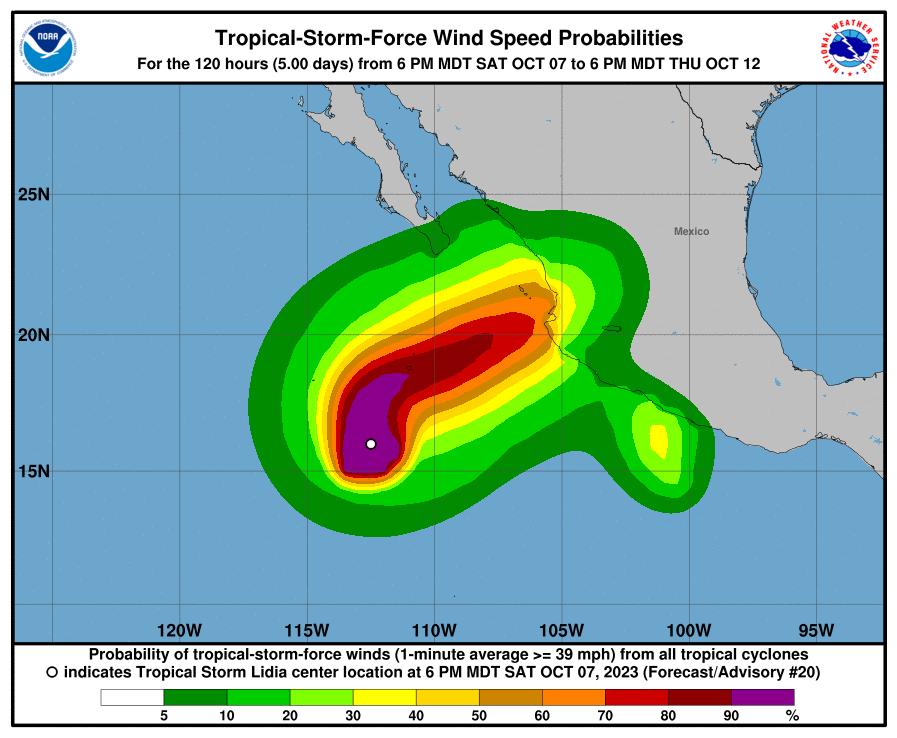 NOAA
Tropical-Storm-Force Wind Speed Probabilities
For the 120 hours (5.00 days) from 6 PM MDT SAT OCT 07 to 6 PM MDT THU OCT 12
NATIONAL WEATHER SERVICE
25N
Mexico
20N
15N
120W 115W 110W 105W 100W 95W
Probability of tropical-storm-force winds (1-minute average >= 39 mph) from all tropical cyclones
indicates Tropical Storm Lidia center location at 6 PM MDT SAT OCT 07, 2023 (Forecast/Advisory #20)
5 10 20 30 40 50 60 70 80 90 %